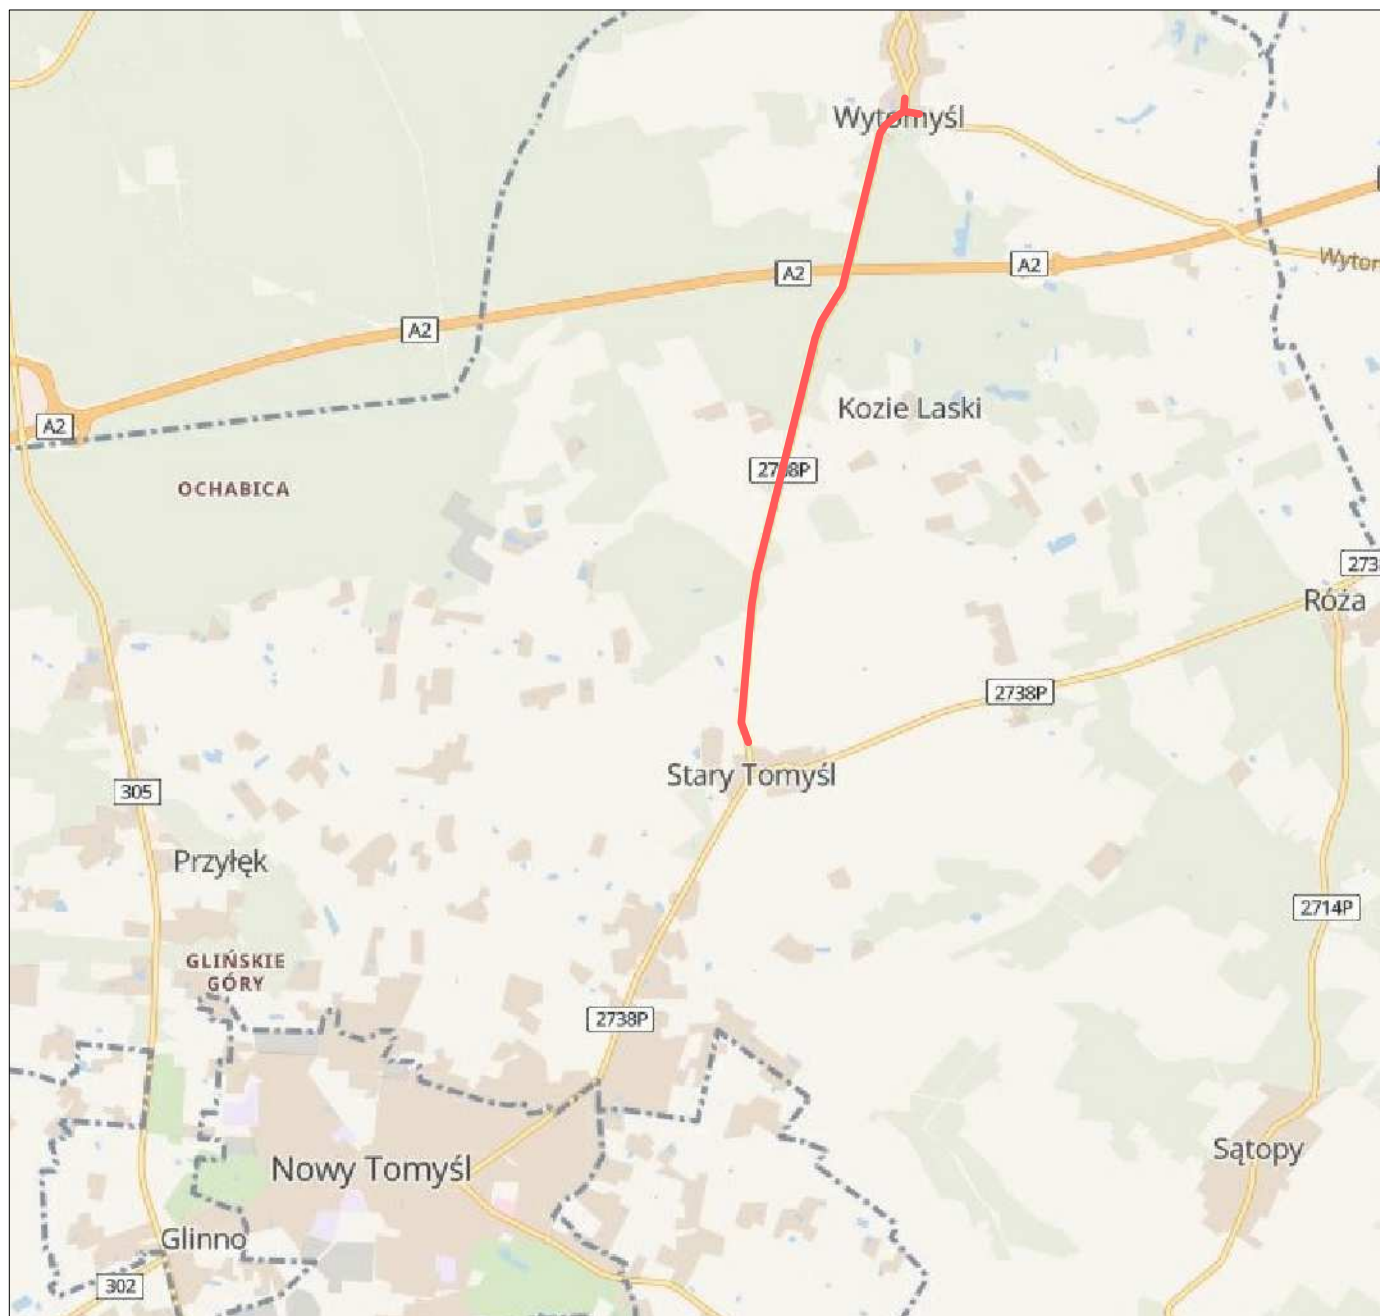 Wytomyśl
A2
A2
Wytom
A2
A2
Kozie Laski
2708P
OCHABICA
273
Róża
2738P
Stary Tomyśl
305
Przyłęk
2714P
GLIŃSKIE
GÓRY
2738P
Sątopy
Nowy Tomyśl
Glinno
302